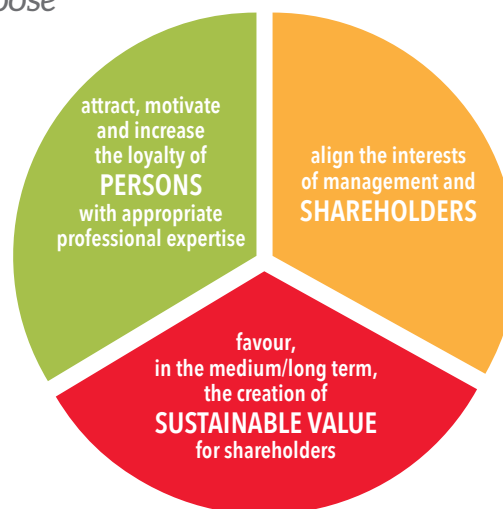 attract, motivate
and increase
the loyalty of
PERSONS
with appropriate
professional expertise
align the interests
of management and
SHAREHOLDERS
favour,
in the medium/long term,
the creation of
SUSTAINABLE VALUE
for shareholders